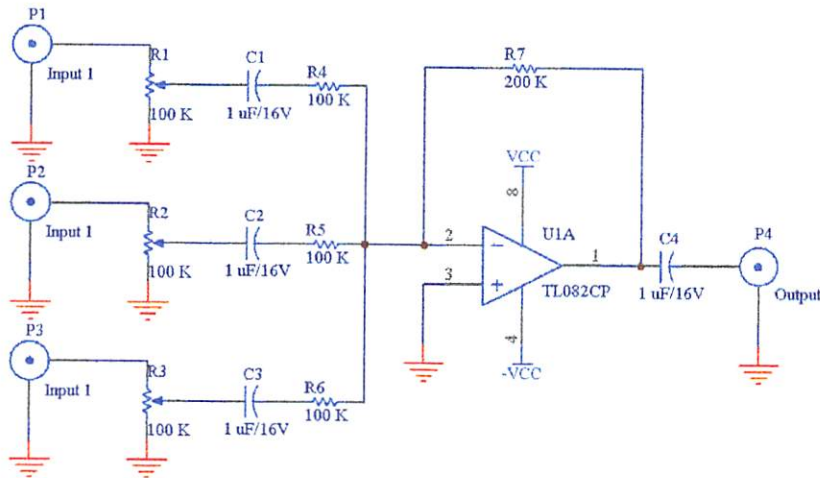 P1
Input 1
R1
100 K
C1
1 uF/16V
R4
100 K
R7
200 K
P2
Input 1
R2
100 K
C2
1 uF/16V
R5
100 K
VCC
8
2
3
U1A
1
TL082CP
4
-VCC
C4
1 uF/16V
P4
Output
P3
Input 1
R3
100 K
C3
1 uF/16V
R6
100 K